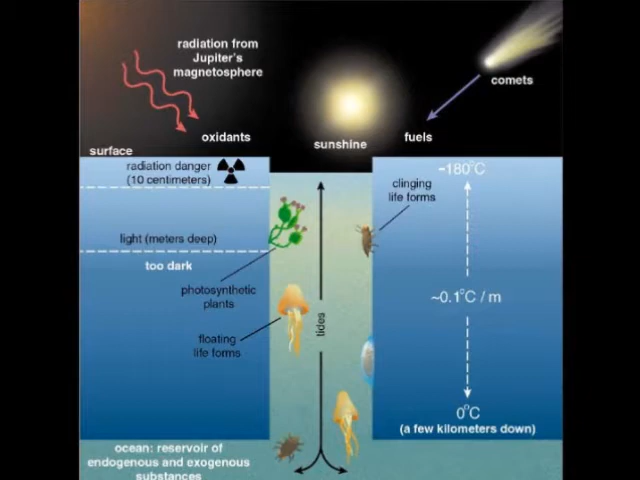 radiation from
Jupiter's
magnetosphere
comets
oxidants
sunshine
fuels
surface
radiation danger
(10 centimeters)
~180°C
clinging
life forms
light (meters deep)
too dark
photosynthetic
plants
~0.1°C / m
tides
floating
life forms
0°C
(a few kilometers down)
ocean: reservoir of
endogenous and exogenous
substances